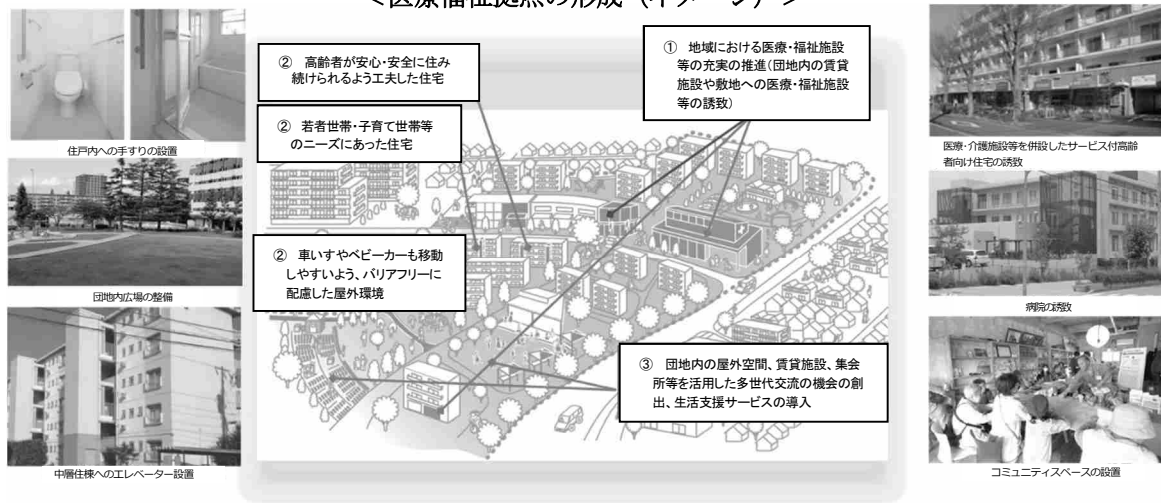 ＜医療福祉拠点の形成（イメージ）＞
② 高齢者が安心・安全に住み
続けられるよう工夫した住宅
① 地域における医療・福祉施設
等の充実の推進(団地内の賃貸
施設や敷地への医療・福祉施設
等の誘致)
② 若者世帯・子育て世帯等
のニーズにあった住宅
住戸内への手すりの設置
医療・介護施設等を併設したサービス付高齢
者向け住宅の誘致
② 車いすやベビーカーも移動
しやすいよう、バリアフリーに
配慮した屋外環境
団地内広場の整備
病院の誘致
③ 団地内の屋外空間、賃貸施設、集会
所等を活用した多世代交流の機会の創
出、生活支援サービスの導入
中層住棟へのエレベーター設置
コミュニティスペースの設置